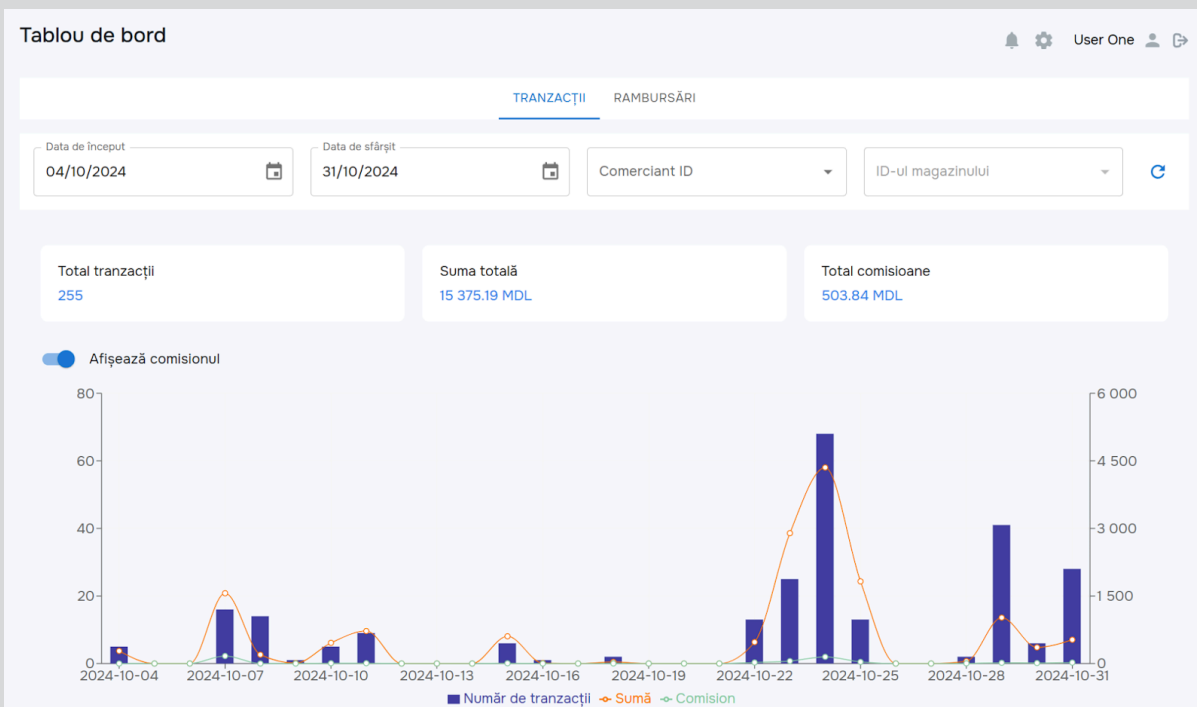 Tablou de bord
User One
TRANZACȚII RAMBURSĂRI
Data de început
04/10/2024
Data de sfârșit
31/10/2024
Comerciant ID
ID-ul magazinului
Total tranzacții
255
Suma totală
15 375.19 MDL
Total comisioane
503.84 MDL
Afișează comisionul
80
60
40
20
0
6 000
4 500
3 000
1 500
0
2024-10-04 2024-10-07 2024-10-10 2024-10-13 2024-10-16 2024-10-19 2024-10-22 2024-10-25 2024-10-28 2024-10-31
Număr de tranzacții Sumă Comision